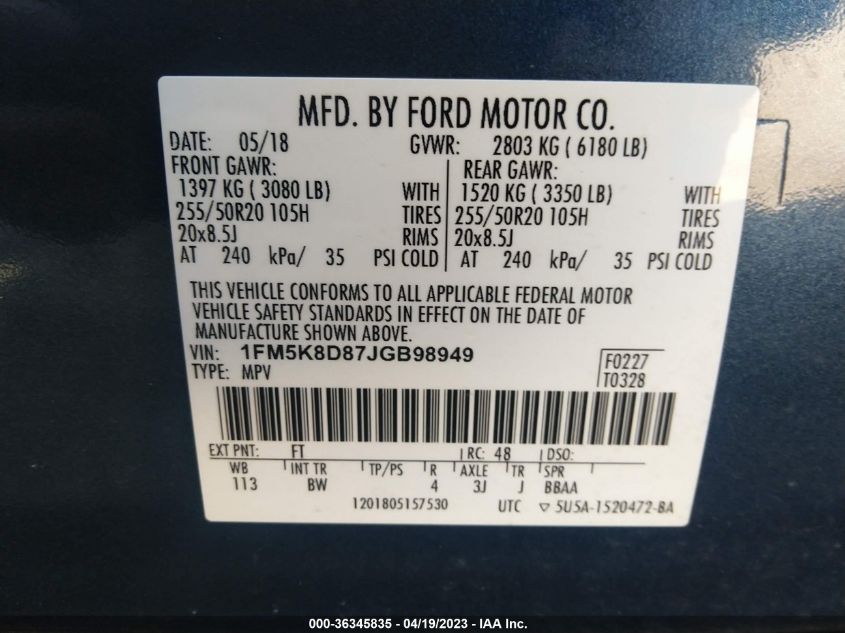 MFD. BY FORD MOTOR CO.
DATE: 05/18 GVWR: 2803 KG ( 6180 LB)
FRONT GAWR: REAR GAWR:
1397 KG ( 3080 LB) WITH 1520 KG ( 3350 LB) WITH
255/50R20 105H TIRES 255/50R20 105H TIRES
20x8.5J RIMS 20x8.5J RIMS
AT 240 kPa/ 35 PSI COLD AT 240 kPa/ 35 PSI COLD
THIS VEHICLE CONFORMS TO ALL APPLICABLE FEDERAL MOTOR
VEHICLE SAFETY STANDARDS IN EFFECT ON THE DATE OF
MANUFACTURE SHOWN ABOVE.
VIN: 1FM5K8D87JGB98949 F0227
TYPE: MPV T0328
EXT PNT: FT RC: 48 DSO:
WB INT TR TP/PS R AXLE TR SPR
113 BW 4 3J J BBAA
1201805157530 UTC ▽ 5U5A-1520472-BA
000-36345835 - 04/19/2023 - IAA Inc.